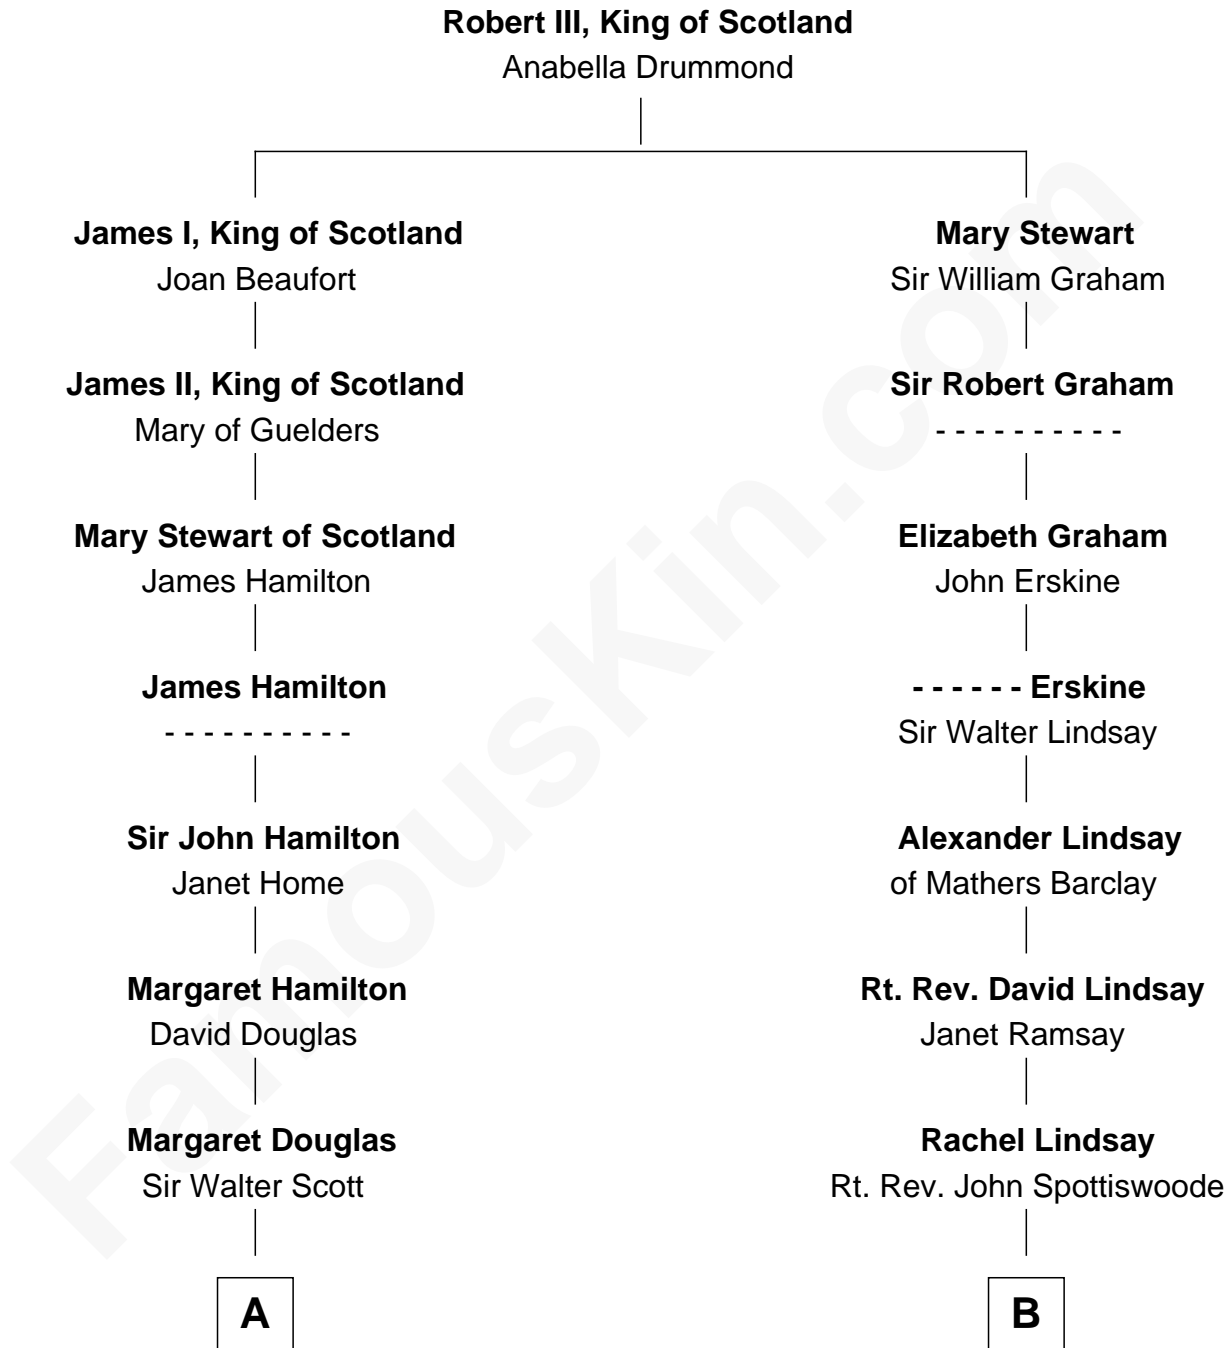 Robert III, King of Scotland
Anabella Drummond
James I, King of Scotland
Joan Beaufort
Mary Stewart
Sir William Graham
James II, King of Scotland
Mary of Guelders
Sir Robert Graham
- - - - - - - - - -
Mary Stewart of Scotland
James Hamilton
Elizabeth Graham
John Erskine
James Hamilton
- - - - - - - - - -
- - - - - - Erskine
Sir Walter Lindsay
Sir John Hamilton
Janet Home
Alexander Lindsay
of Mathers Barclay
Margaret Hamilton
David Douglas
Rt. Rev. David Lindsay
Janet Ramsay
Margaret Douglas
Sir Walter Scott
Rachel Lindsay
Rt. Rev. John Spottiswoode
A
B
FamousKin.com